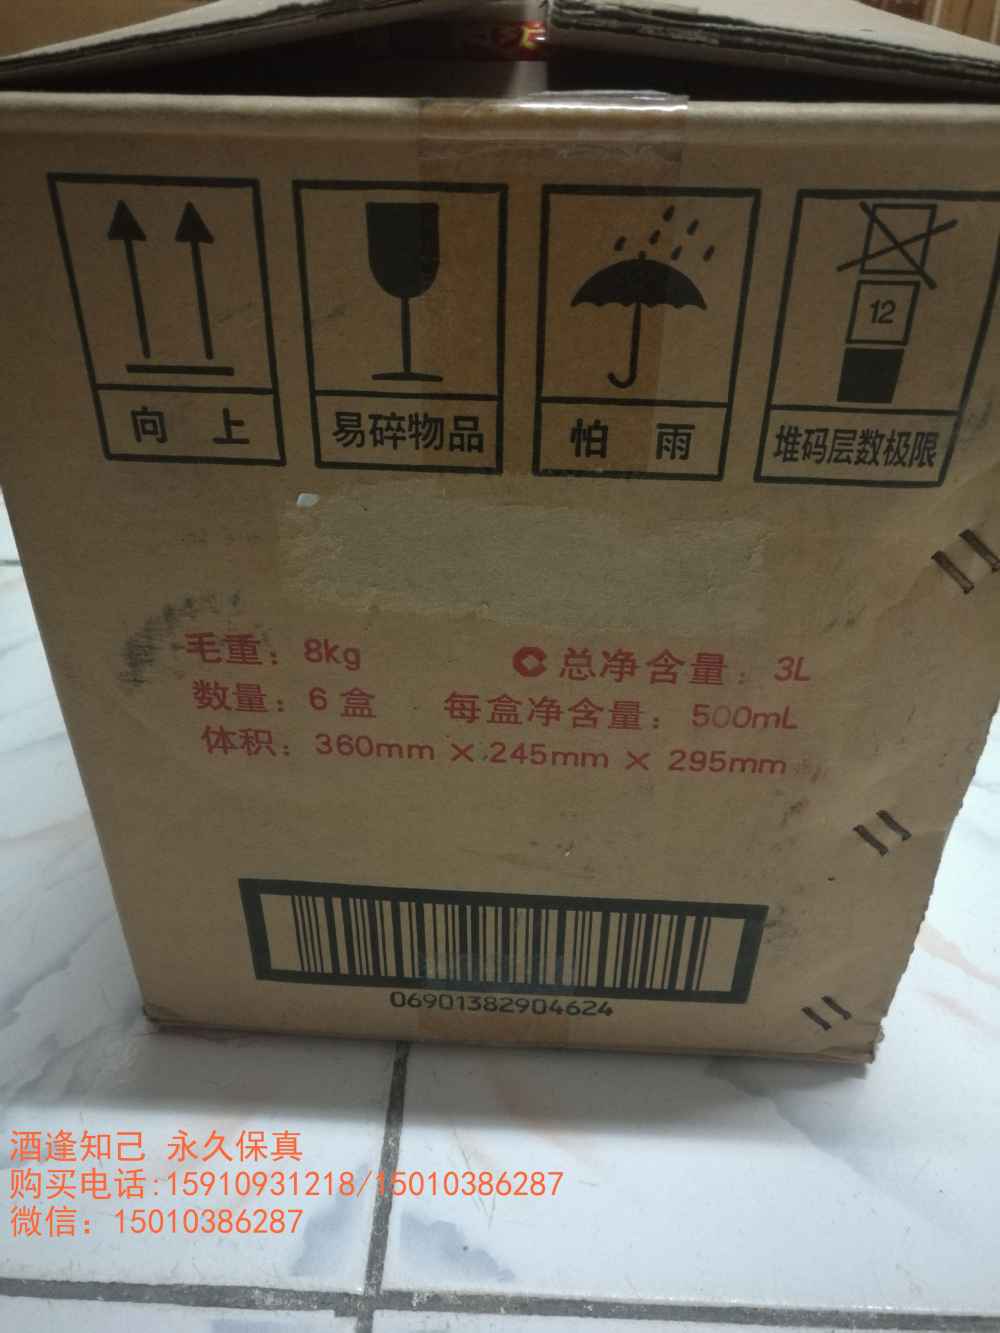 向 上
易碎物品
怕 雨
12
堆码层数极限
毛重：8kg
总净含量：3L
数量：6盒
每盒净含量：500mL
体积：360mm×245mm×295mm
06901382904624
酒逢知己 永久保真
购买电话:15910931218/15010386287
微信：15010386287